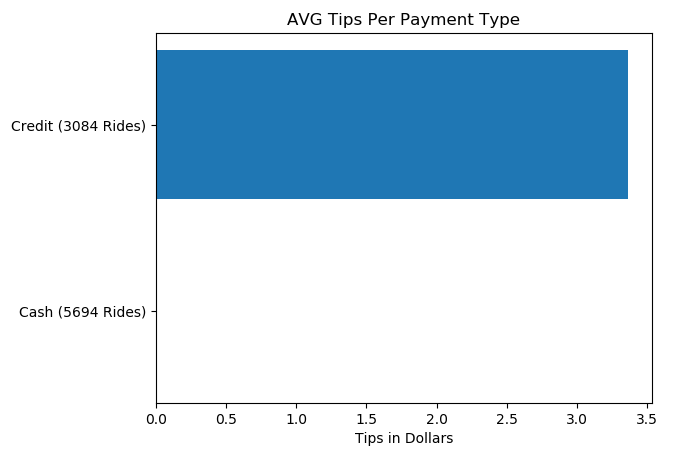 AVG Tips Per Payment Type
Credit (3084 Rides)
Cash (5694 Rides)
0.0 0.5 1.0 1.5 2.0 2.5 3.0 3.5
Tips in Dollars